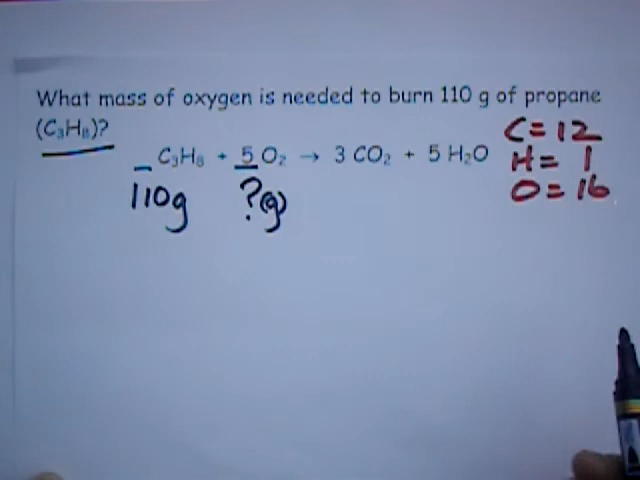 What mass of oxygen is needed to burn 110 g of propane
(C₃H₈)?
_ C₃H₈ + 5 O₂ → 3 CO₂ + 5 H₂O
110g ?(g)
C = 12
H = 1
O = 16